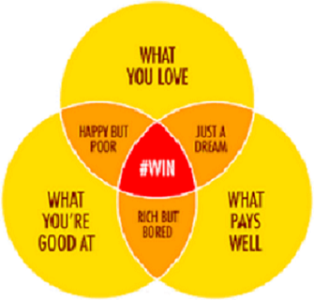 WHAT
YOU LOVE
HAPPY BUT
POOR
JUST A
DREAM
#WIN
WHAT
YOU'RE
GOOD AT
RICH BUT
BORED
WHAT
PAYS
WELL